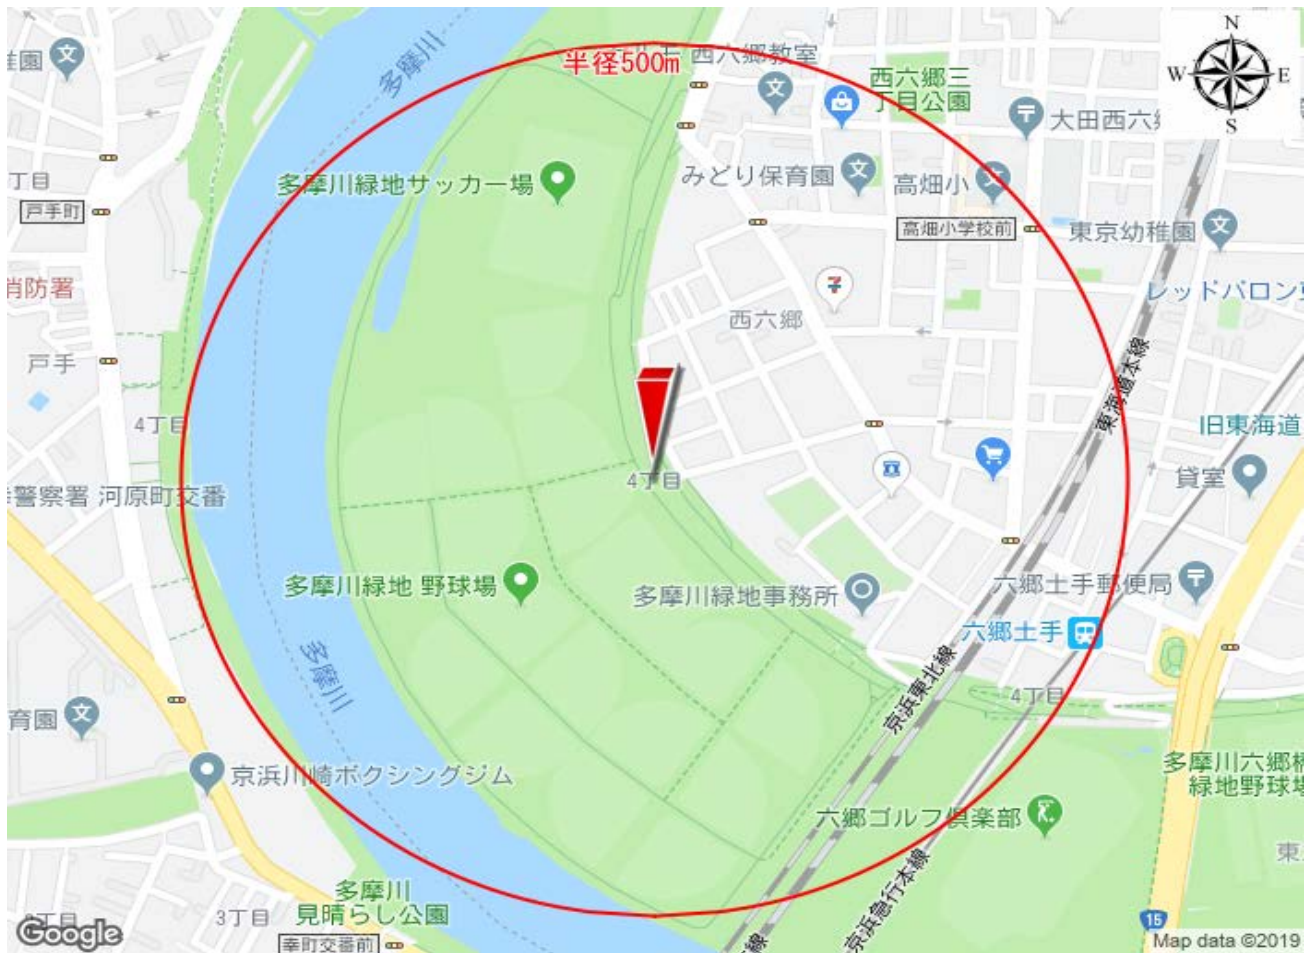 N
W E
S
多摩川
半径500m
西六郷教室
西六郷三
丁目公園
大田西六
稚園
多摩川緑地サッカー場
みどり保育園
高畑小
丁目
戸手町
高畑小学校前
東京幼稚園
消防署
レッドバロン
西六郷
戸手
東海道本線
4丁目
旧東海道
4丁目
警察署 河原町交番
貸室
多摩川緑地 野球場
多摩川緑地事務所
六郷土手郵便局
六郷土手
多摩川
京浜東北線
4丁目
育園
京浜川崎ボクシングジム
多摩川六郷橋
緑地野球場
六郷ゴルフ倶楽部
東
京浜急行本線
多摩川
見晴らし公園
3丁目
幸町交番前
線
15
Google
Map data ©2019